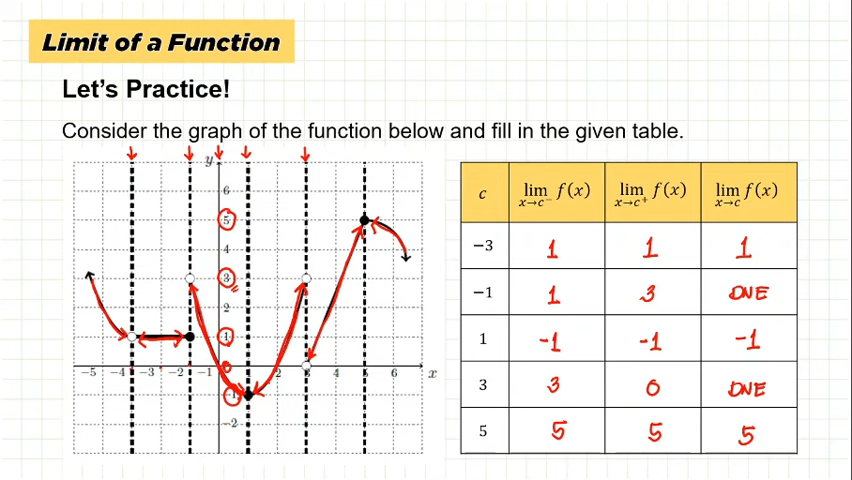 Limit of a Function
Let's Practice!
Consider the graph of the function below and fill in the given table.
y
6
5
4
3
2
1
0
-1
−2
−5 −4 −3 −2 −1 2 3 4 5 6 x
c lim x→c⁻ f(x) lim x→c⁺ f(x) lim x→c f(x)
−3 1 1 1
−1 1 3 DNE
1 -1 -1 -1
3 3 0 DNE
5 5 5 5